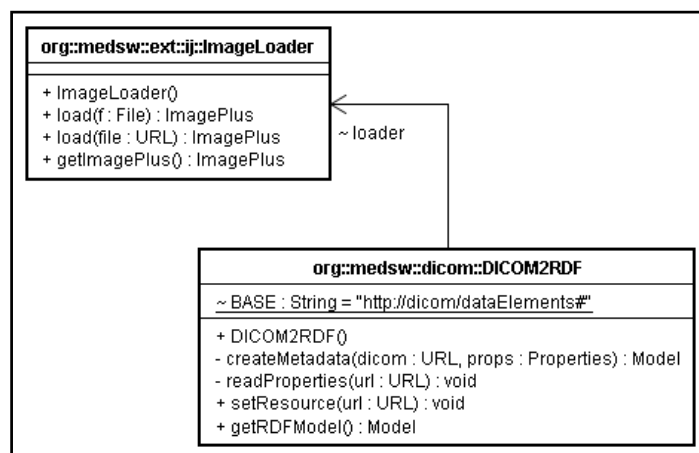 org::medsw::ext::ij::ImageLoader
+ ImageLoader()
+ load(f : File) : ImagePlus
+ load(file : URL) : ImagePlus
+ getImagePlus() : ImagePlus
~ loader
org::medsw::dicom::DICOM2RDF
~ BASE : String = "http://dicom/dataElements#"
+ DICOM2RDF()
- createMetadata(dicom : URL, props : Properties) : Model
- readProperties(url : URL) : void
+ setResource(url : URL) : void
+ getRDFModel() : Model